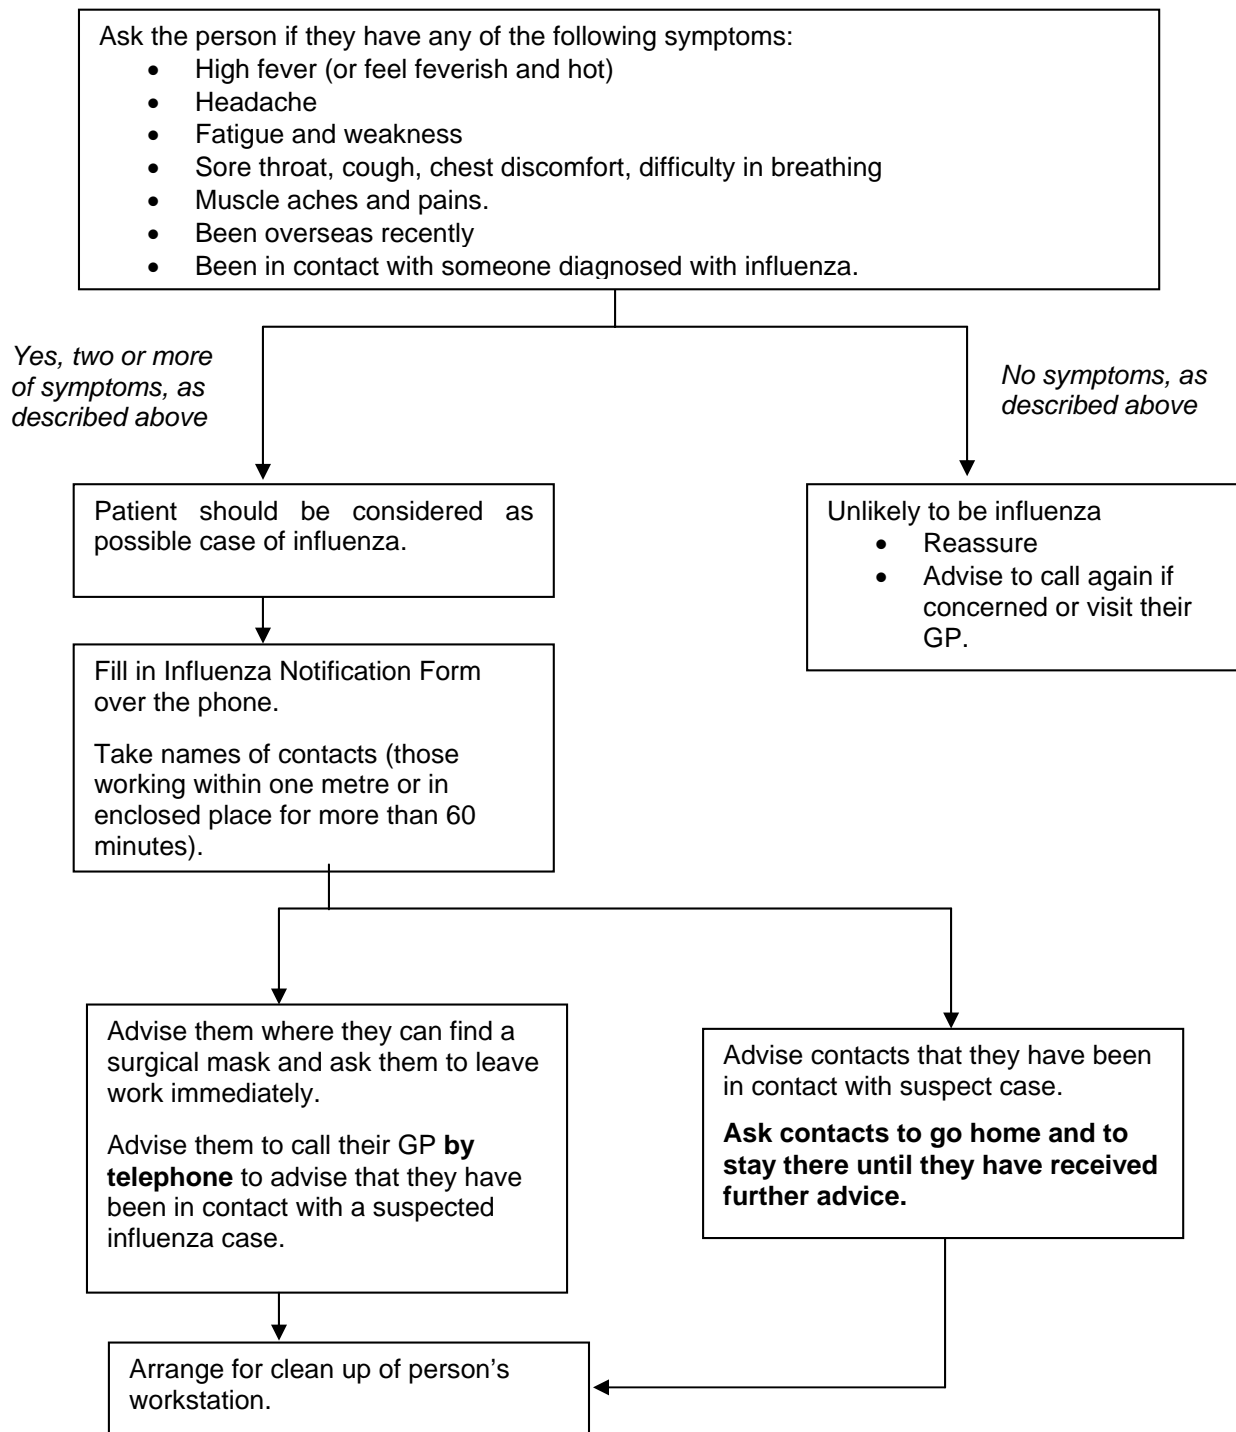 Ask the person if they have any of the following symptoms:
• High fever (or feel feverish and hot)
• Headache
• Fatigue and weakness
• Sore throat, cough, chest discomfort, difficulty in breathing
• Muscle aches and pains.
• Been overseas recently
• Been in contact with someone diagnosed with influenza.
Yes, two or more
of symptoms, as
described above
No symptoms, as
described above
Patient should be considered as
possible case of influenza.
Unlikely to be influenza
• Reassure
• Advise to call again if
concerned or visit their
GP.
Fill in Influenza Notification Form
over the phone.
Take names of contacts (those
working within one metre or in
enclosed place for more than 60
minutes).
Advise them where they can find a
surgical mask and ask them to leave
work immediately.
Advise them to call their GP by
telephone to advise that they have
been in contact with a suspected
influenza case.
Advise contacts that they have been
in contact with suspect case.
Ask contacts to go home and to
stay there until they have received
further advice.
Arrange for clean up of person’s
workstation.